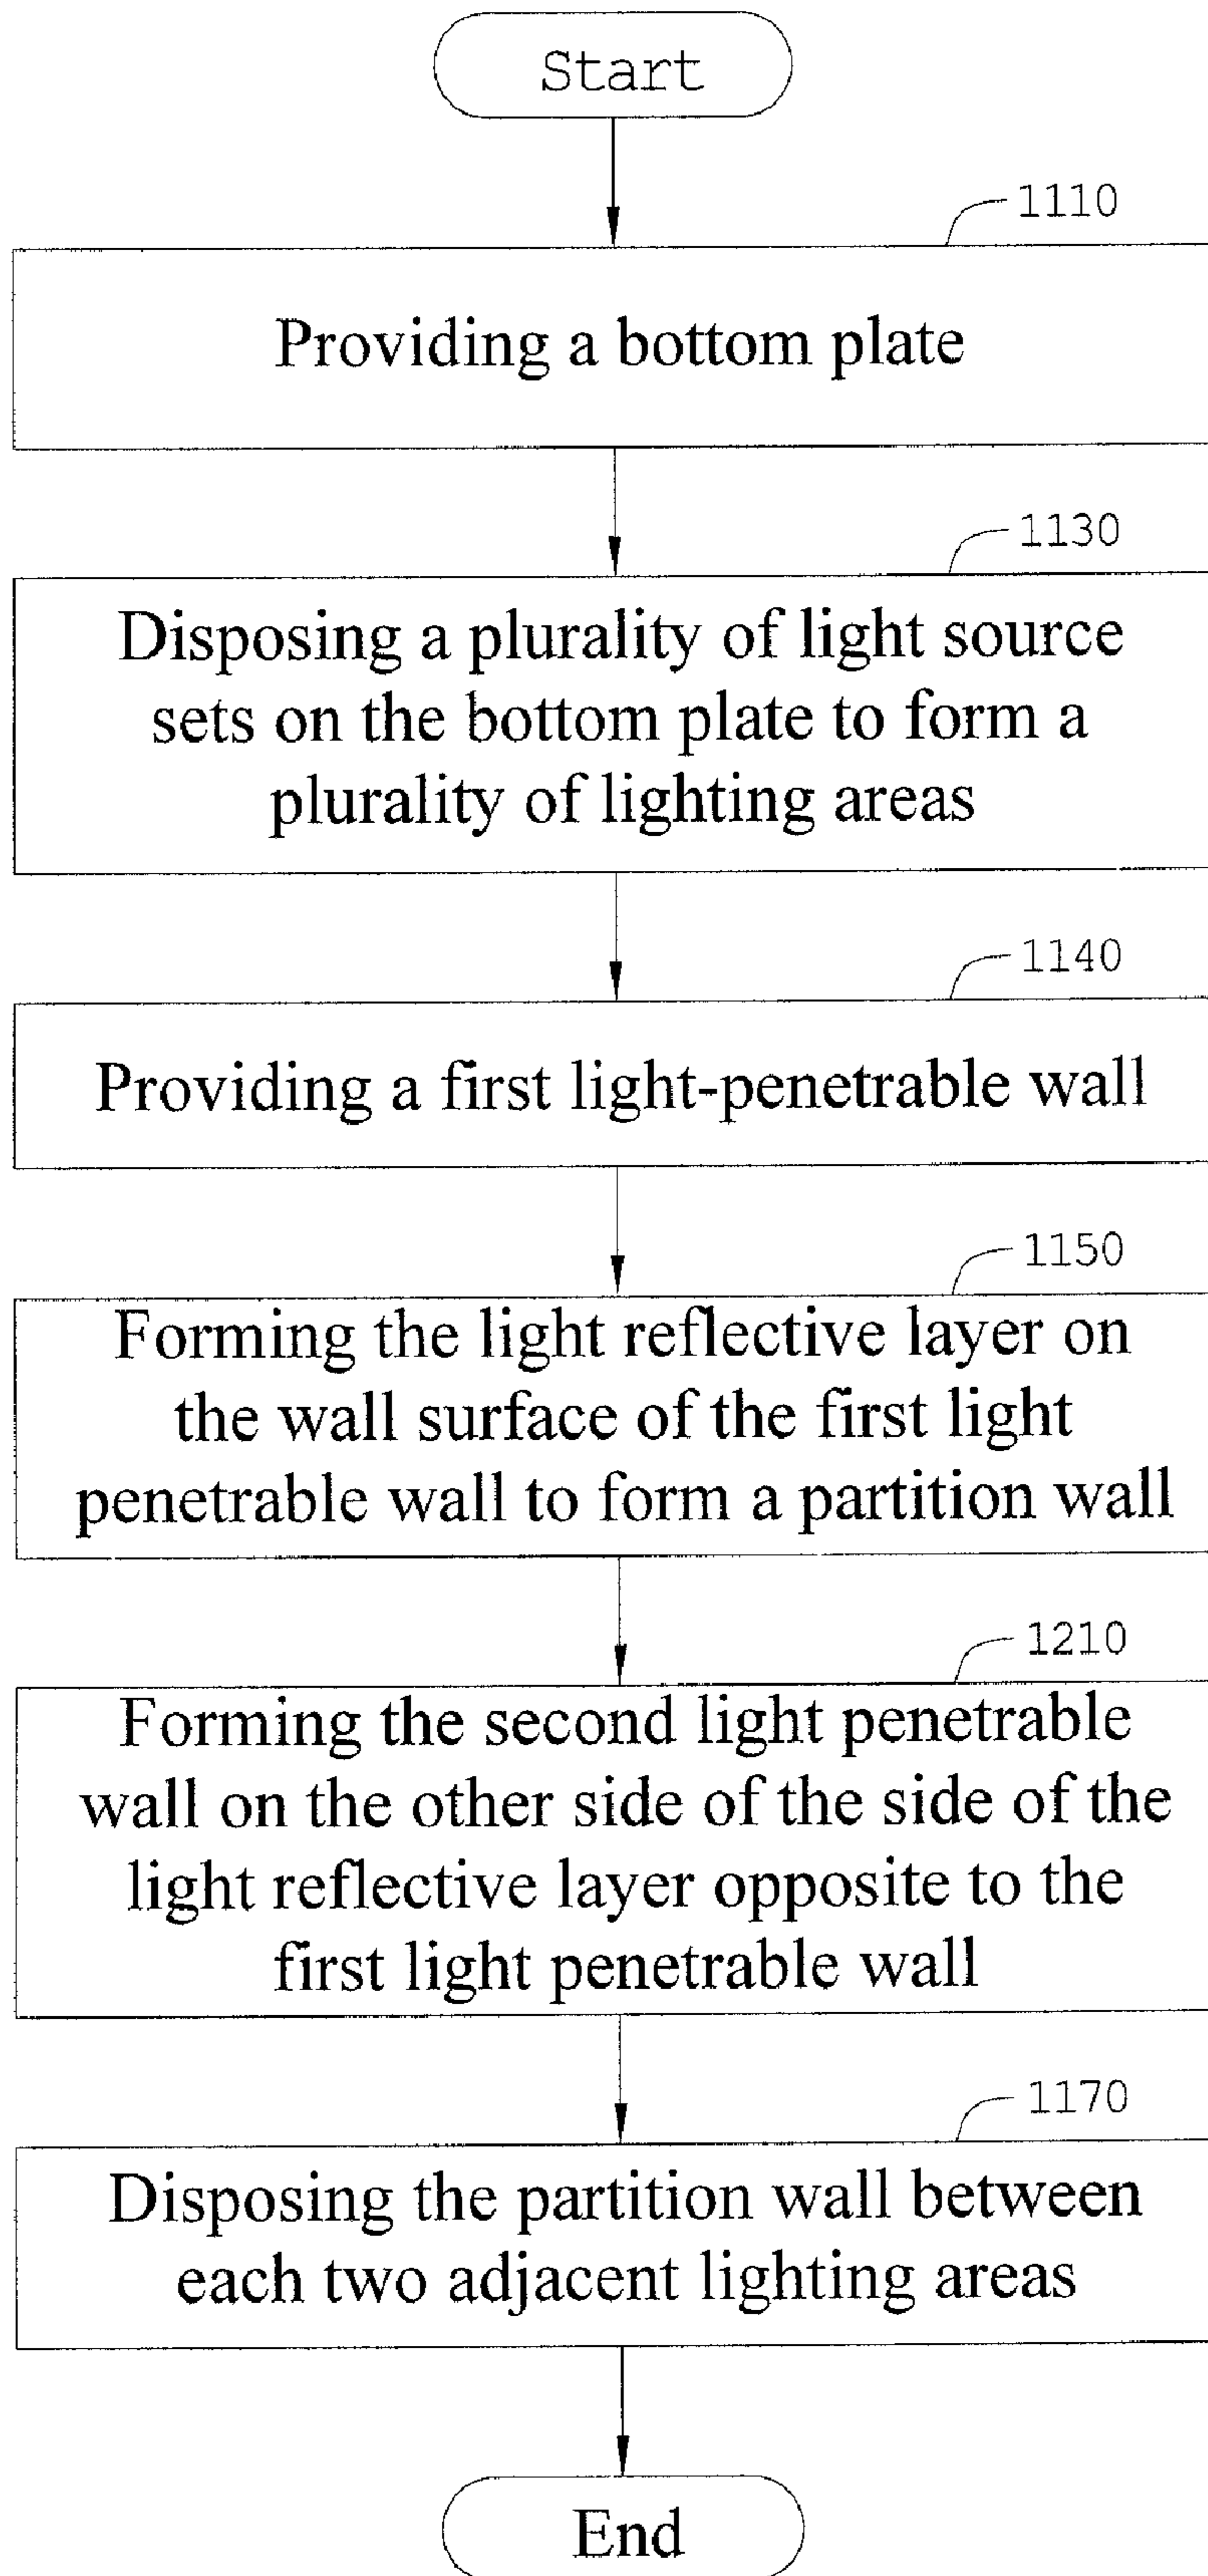 Start
1110
Providing a bottom plate
1130
Disposing a plurality of light source
sets on the bottom plate to form a
plurality of lighting areas
1140
Providing a first light-penetrable wall
1150
Forming the light reflective layer on
the wall surface of the first light
penetrable wall to form a partition wall
1210
Forming the second light penetrable
wall on the other side of the side of the
light reflective layer opposite to the
first light penetrable wall
1170
Disposing the partition wall between
each two adjacent lighting areas
End